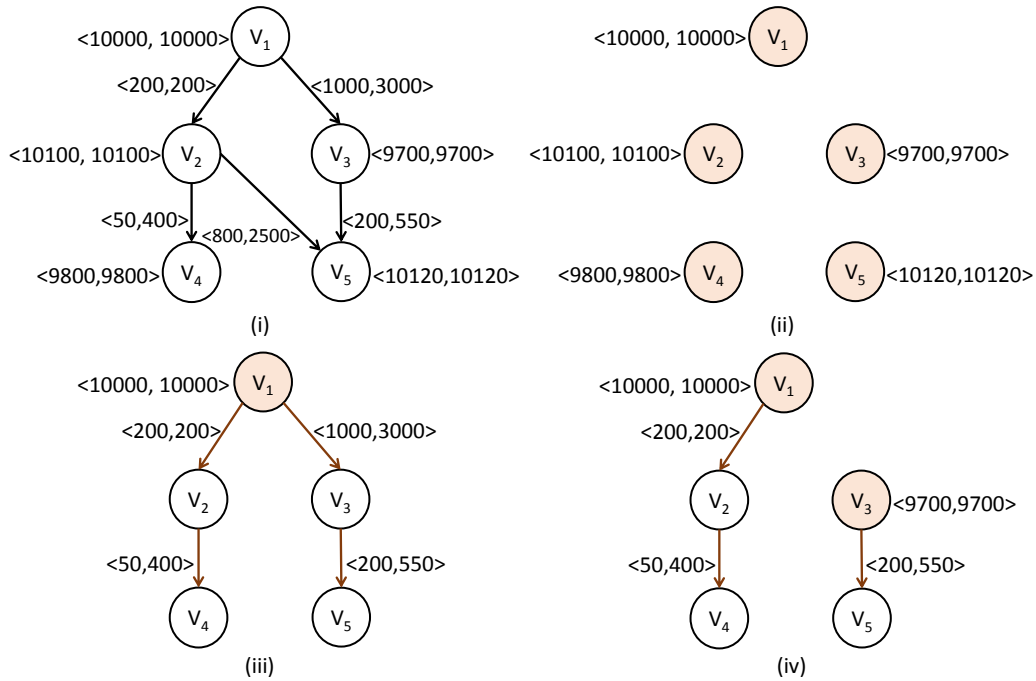 <10000, 10000> V1
<200,200> <1000,3000>
<10100, 10100> V2 V3 <9700,9700>
<50,400> <800,2500> <200,550>
<9800,9800> V4 V5 <10120,10120>
(i)
<10000, 10000> V1
<10100, 10100> V2 V3 <9700,9700>
<9800,9800> V4 V5 <10120,10120>
(ii)
<10000, 10000> V1
<200,200> <1000,3000>
V2 V3
<50,400> <200,550>
V4 V5
(iii)
<10000, 10000> V1
<200,200>
V2 V3 <9700,9700>
<50,400> <200,550>
V4 V5
(iv)